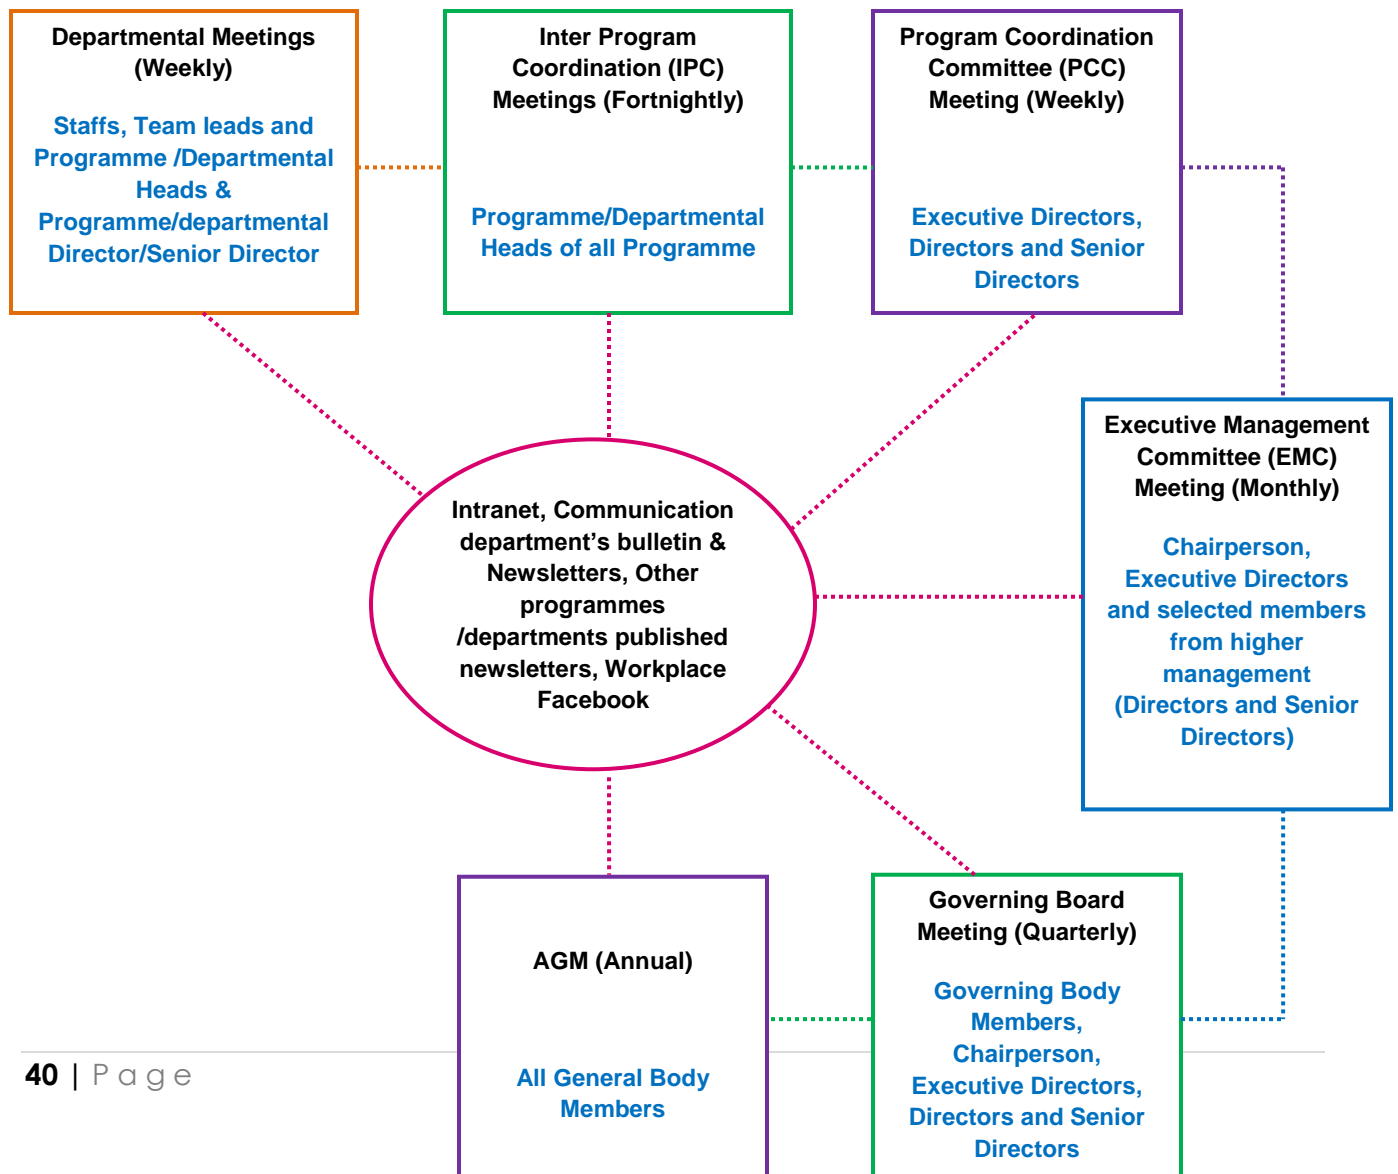 Departmental Meetings
(Weekly)
Staffs, Team leads and
Programme /Departmental
Heads &
Programme/departmental
Director/Senior Director
Inter Program
Coordination (IPC)
Meetings (Fortnightly)
Programme/Departmental
Heads of all Programme
Program Coordination
Committee (PCC)
Meeting (Weekly)
Executive Directors,
Directors and Senior
Directors
Executive Management
Committee (EMC)
Meeting (Monthly)
Chairperson,
Executive Directors
and selected members
from higher
management
(Directors and Senior
Directors)
Intranet, Communication
department’s bulletin &
Newsletters, Other
programmes
/departments published
newsletters, Workplace
Facebook
AGM (Annual)
All General Body
Members
Governing Board
Meeting (Quarterly)
Governing Body
Members,
Chairperson,
Executive Directors,
Directors and Senior
Directors
40 | Page